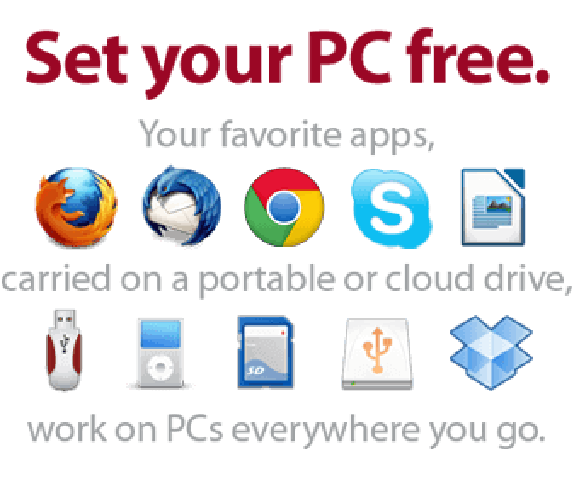 Set your PC free.
Your favorite apps,
S
carried on a portable or cloud drive,
SD
work on PCs everywhere you go.